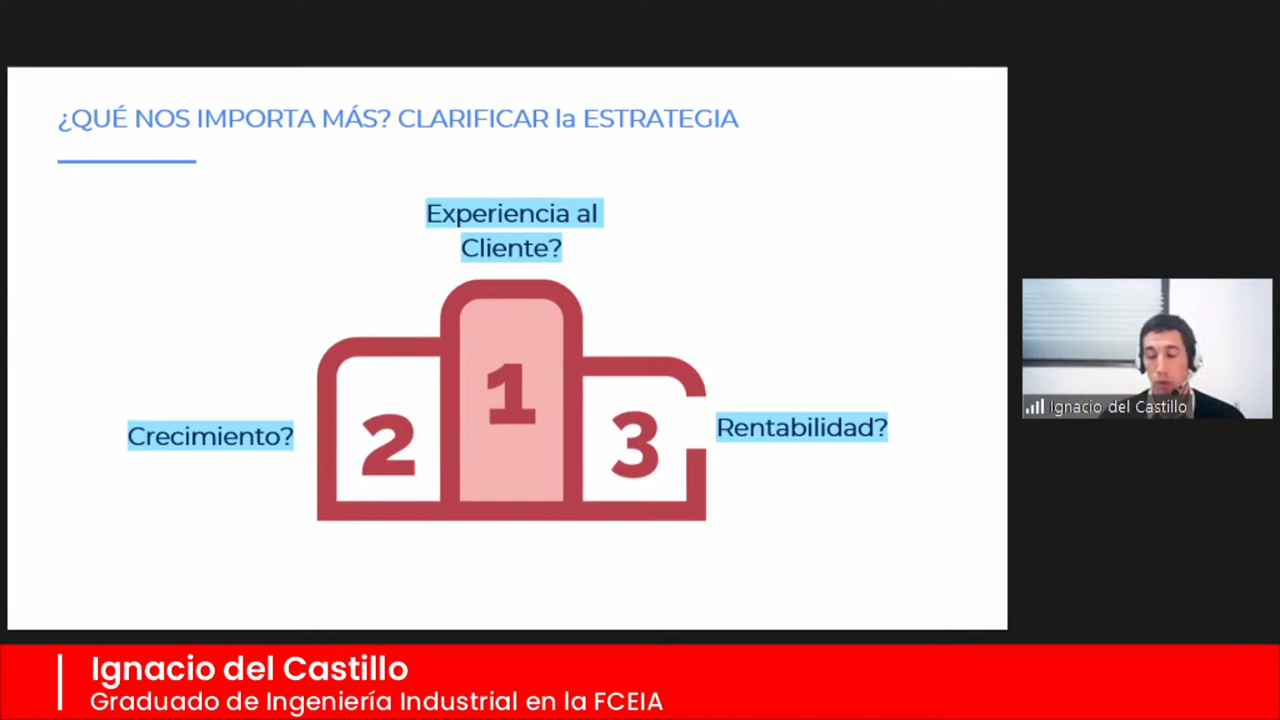 ¿QUÉ NOS IMPORTA MÁS? CLARIFICAR la ESTRATEGIA
Experiencia al
Cliente?
1
2
3
Crecimiento?
Rentabilidad?
Ignacio del Castillo
Ignacio del Castillo
Graduado de Ingeniería Industrial en la FCEIA